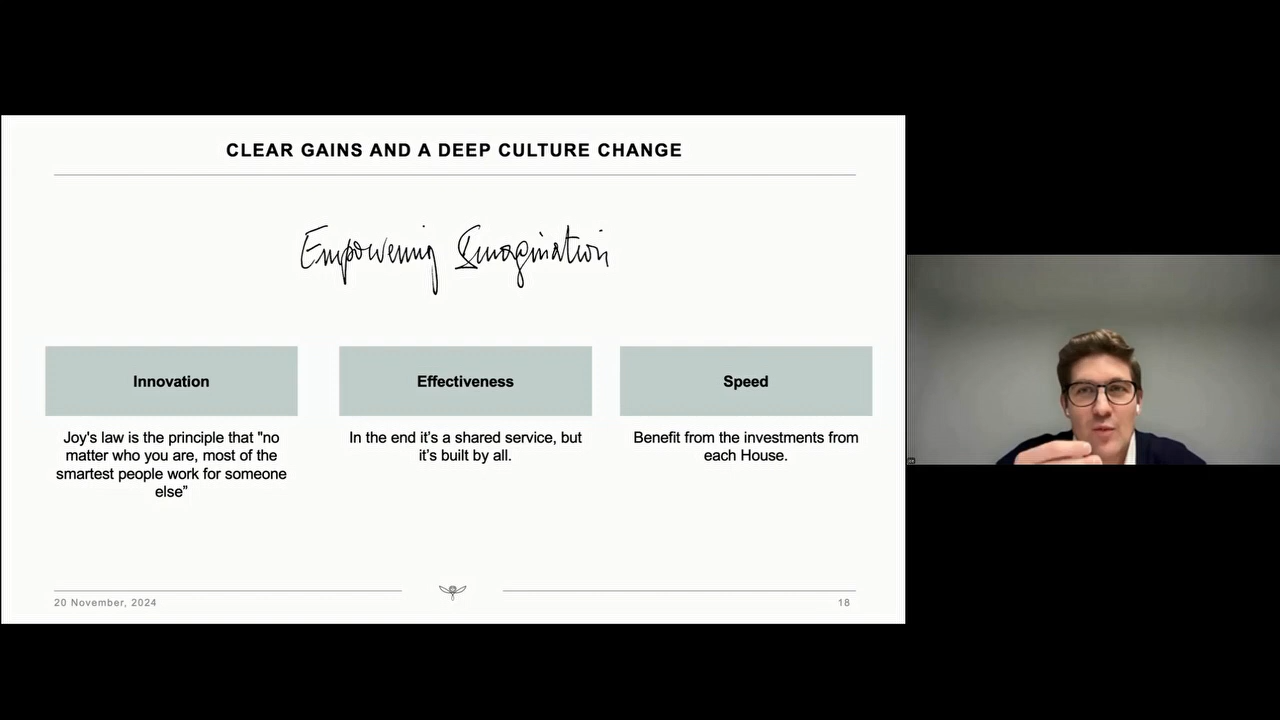 CLEAR GAINS AND A DEEP CULTURE CHANGE
Empowering Imagination
Innovation
Joy's law is the principle that "no
matter who you are, most of the
smartest people work for someone
else”
Effectiveness
In the end it’s a shared service, but
it’s built by all.
Speed
Benefit from the investments from
each House.
20 November, 2024
18